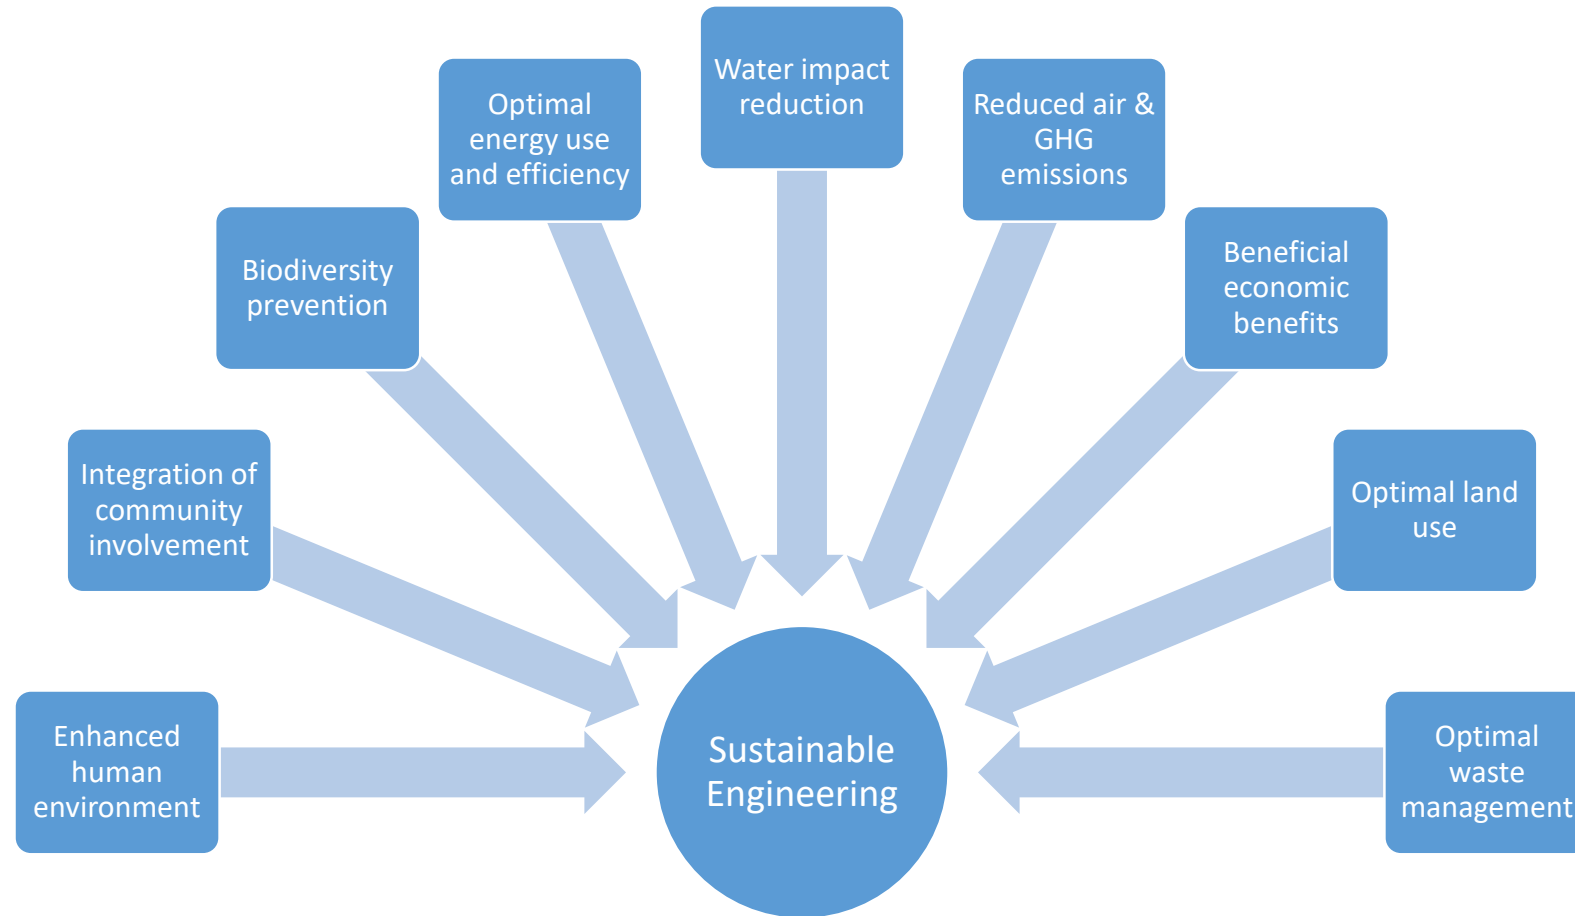 Water impact
reduction
Optimal
energy use
and efficiency
Reduced air &
GHG
emissions
Biodiversity
prevention
Beneficial
economic
benefits
Integration of
community
involvement
Optimal land
use
Enhanced
human
environment
Sustainable
Engineering
Optimal
waste
management